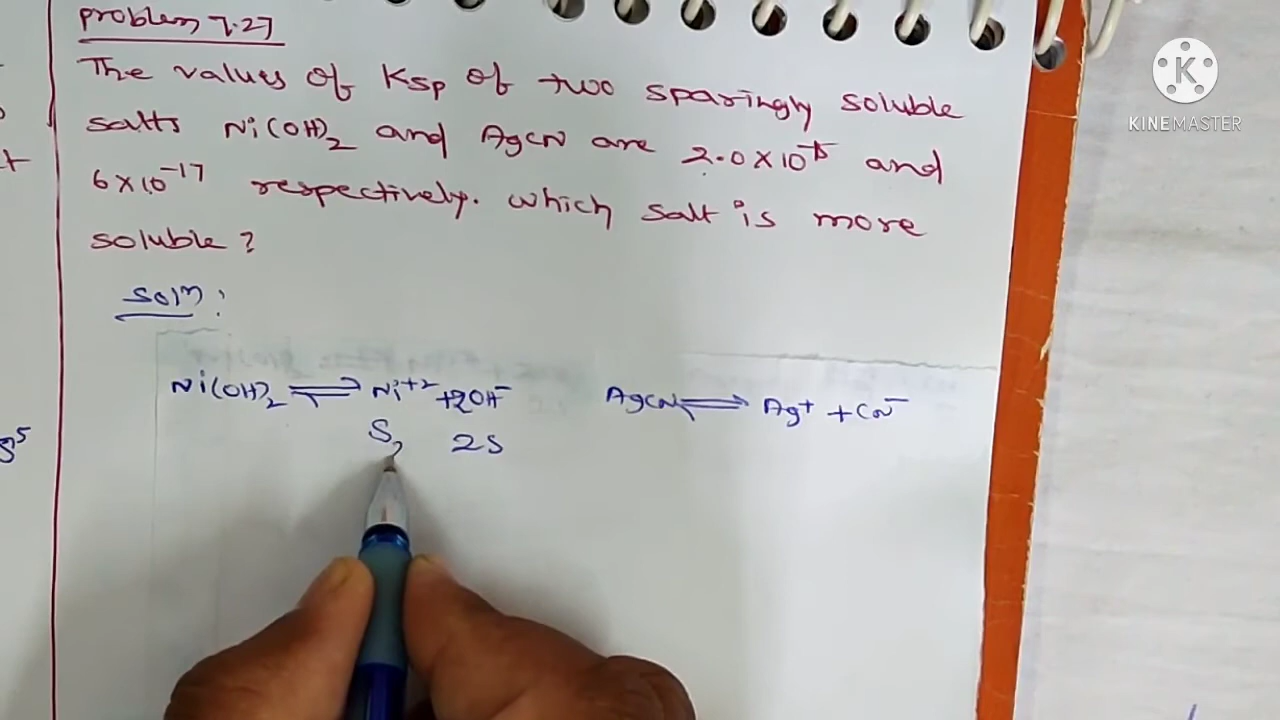 problem 7.27
The values of Ksp of two sparingly soluble
salts Ni(OH)₂ and AgCN are 2.0×10⁻¹⁵ and
6×10⁻¹⁷ respectively. which salt is more
soluble?
Soln:
Ni(OH)₂ ⇌ Ni⁺² + 2OH⁻ AgCN ⇌ Ag⁺ + CN⁻
S, 2S
S⁵
KINEMASTER